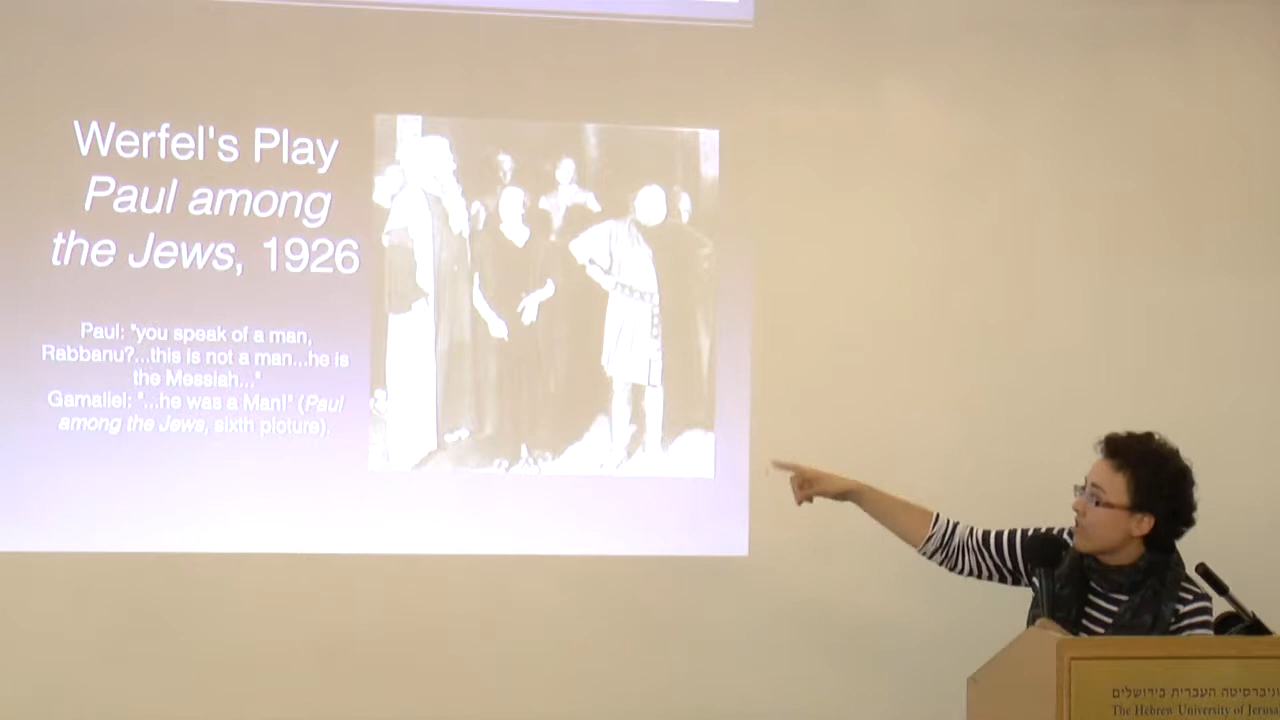 Werfel's Play
Paul among
the Jews, 1926
Paul: "you speak of a man,
Rabbanu?...this is not a man...he is
the Messiah..."
Gamaliel: "...he was a Man!" (Paul
among the Jews, sixth picture).
האוניברסיטה העברית בירושלים
The Hebrew University of Jerusa